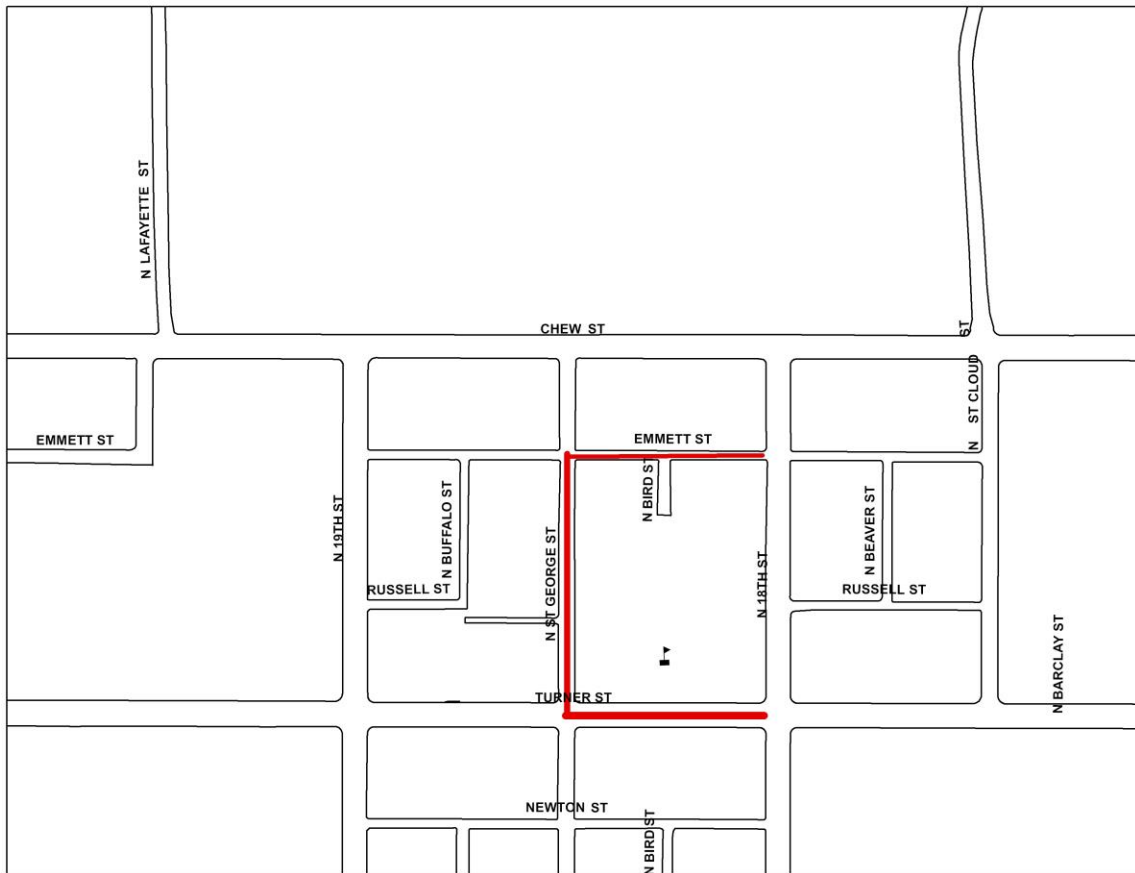 N LAFAYETTE ST
CHEW ST
N ST CLOUD ST
EMMETT ST
EMMETT ST
N BIRD ST
N 19TH ST
N BUFFALO ST
N ST GEORGE ST
N 18TH ST
N BEAVER ST
RUSSELL ST
RUSSELL ST
N BARCLAY ST
TURNER ST
NEWTON ST
N BIRD ST